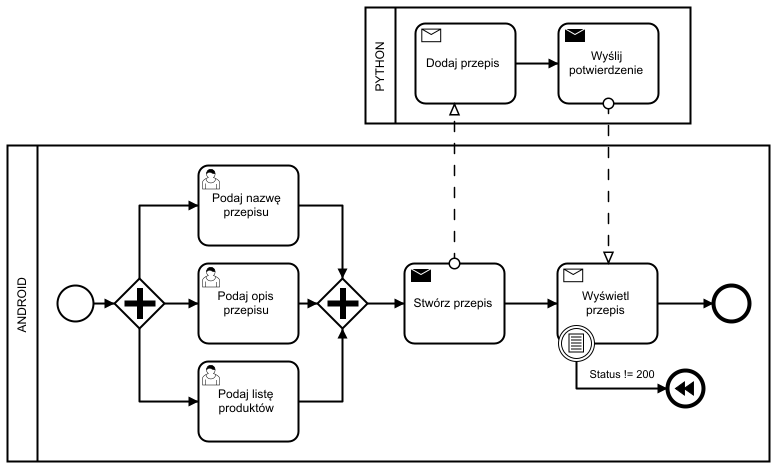 PYTHON
Dodaj przepis
Wyślij
potwierdzenie
ANDROID
Podaj nazwę
przepisu
Podaj opis
przepisu
Podaj listę
produktów
Stwórz przepis
Wyświetl
przepis
Status != 200